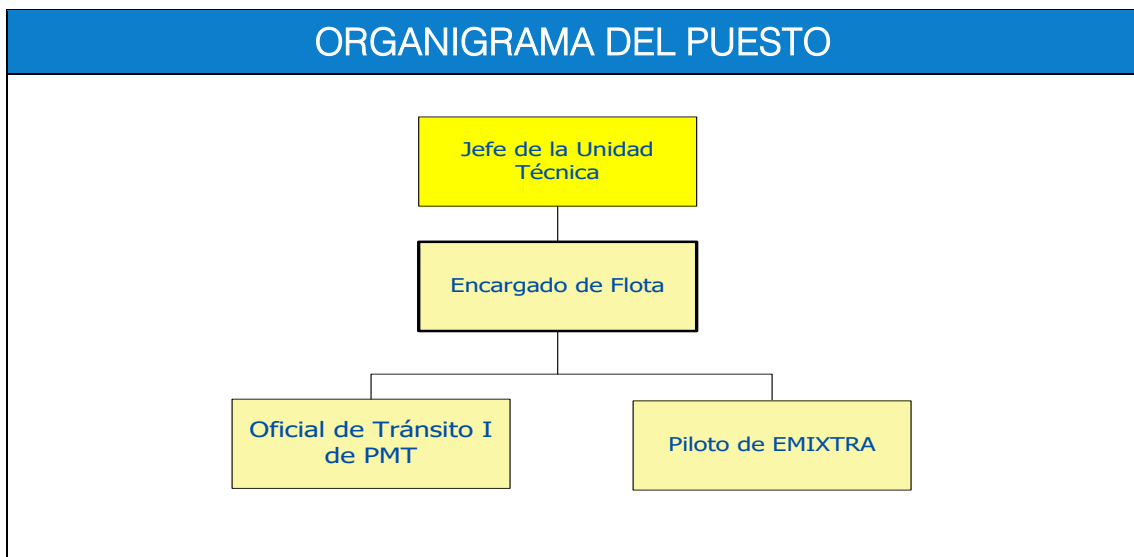 ORGANIGRAMA DEL PUESTO
Jefe de la Unidad
Técnica
Encargado de Flota
Oficial de Tránsito I
de PMT
Piloto de EMIXTRA